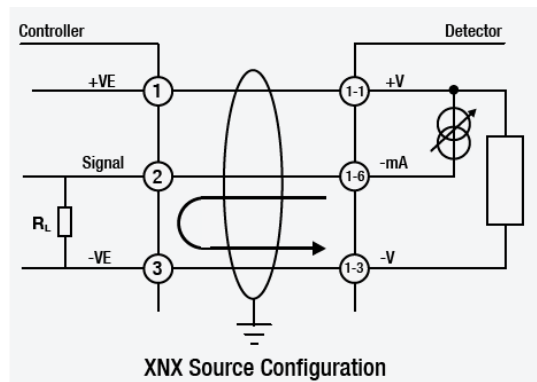 Controller Detector
+VE 1 1-1 +V
Signal 2 1-6 -mA
RL
-VE 3 1-3 -V
XNX Source Configuration